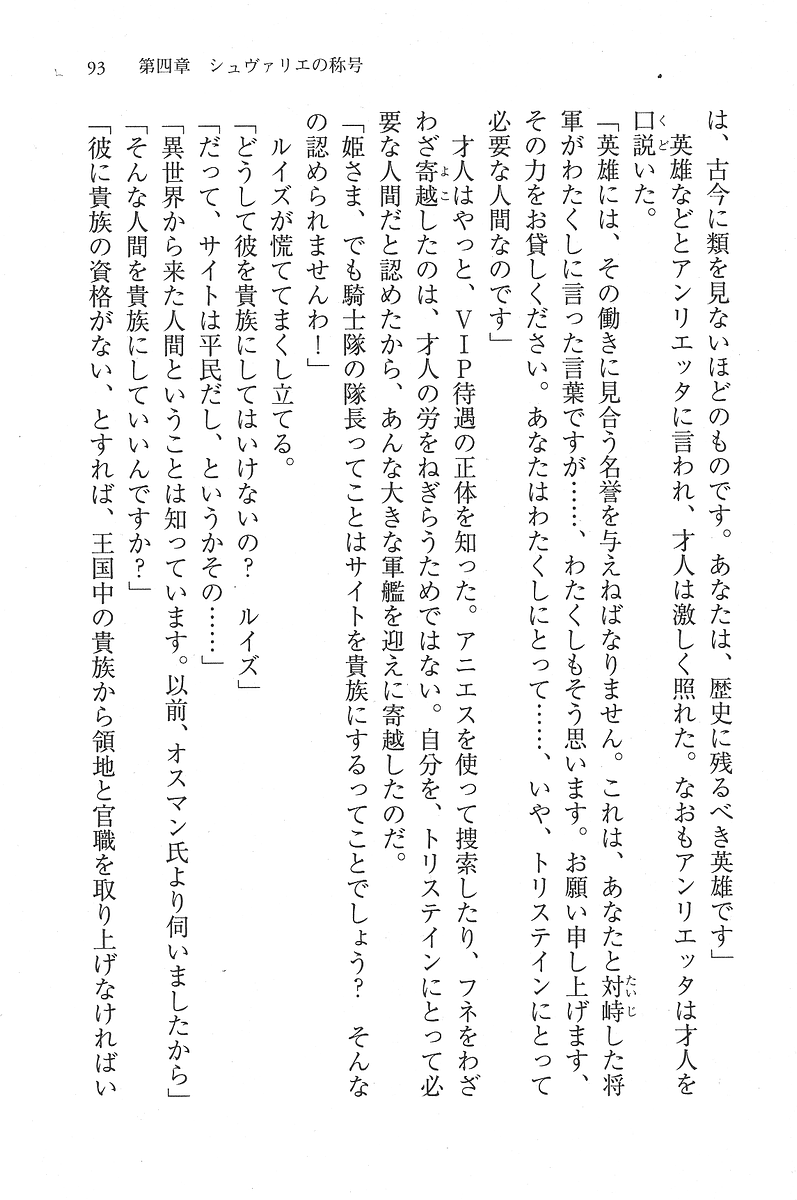 93　第四章　シュヴァリエの称号
は、古今に類を見ないほどのものです。あなたは、歴史に残るべき英雄です」
　英雄などとアンリエッタに言われ、才人は激しく照れた。なおもアンリエッタは才人を
口説いた。
「英雄には、その働きに見合う名誉を与えねばなりません。これは、あなたと対峙した将
軍がわたくしに言った言葉ですが……、わたくしもそう思います。お願い申し上げます、
その力をお貸しください。あなたはわたくしにとって……、いや、トリステインにとって
必要な人間なのです」
　才人はやっと、ＶＩＰ待遇の正体を知った。アニエスを使って捜索したり、フネをわざ
わざ寄越したのは、才人の労をねぎらうためではない。自分を、トリステインにとって必
要な人間だと認めたから、あんな大きな軍艦を迎えに寄越したのだ。
「姫さま、でも騎士隊の隊長ってことはサイトを貴族にするってことでしょう？　そんな
の認められませんわ！」
　ルイズが慌ててまくし立てる。
「どうして彼を貴族にしてはいけないの？　ルイズ」
「だって、サイトは平民だし、というかその……」
「異世界から来た人間ということは知っています。以前、オスマン氏より伺いましたから」
「そんな人間を貴族にしていいんですか？」
「彼に貴族の資格がない、とすれば、王国中の貴族から領地と官職を取り上げなければい